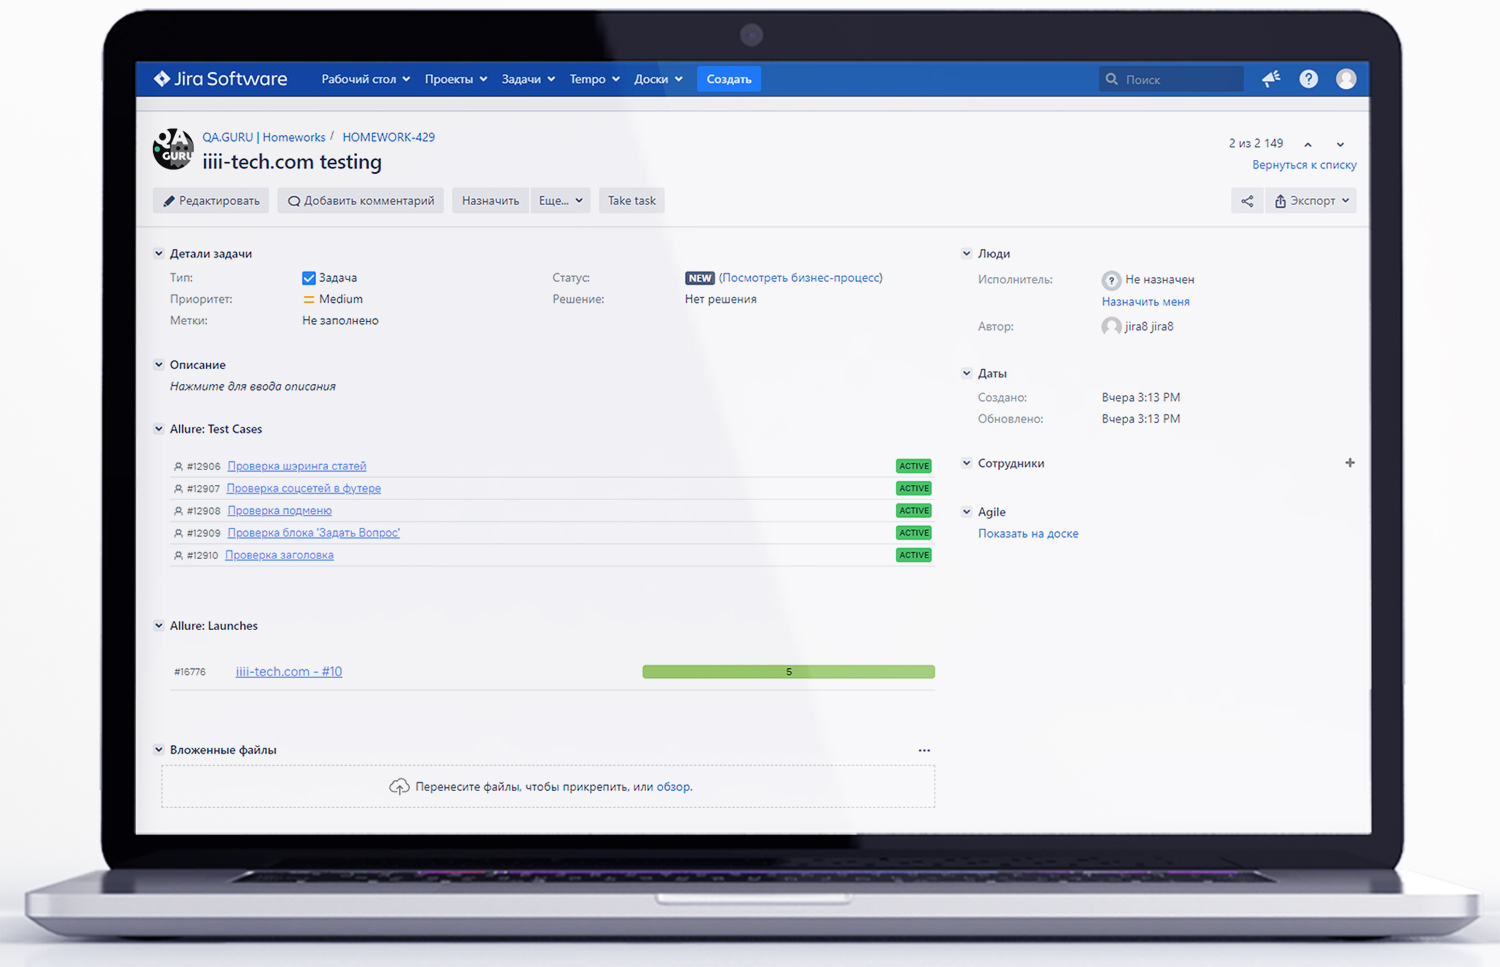 Jira Software Рабочий стол Проекты Задачи Tempo Доски Создать Поиск
QA GURU
QA.GURU | Homeworks / HOMEWORK-429
iiii-tech.com testing
2 из 2 149
Вернуться к списку
Редактировать Добавить комментарий Назначить Еще... Take task Экспорт
Детали задачи
Тип: Задача Статус: NEW (Посмотреть бизнес-процесс)
Приоритет: Medium Решение: Нет решения
Метки: Не заполнено
Описание
Нажмите для ввода описания
Allure: Test Cases
#12906 Проверка шэринга статей ACTIVE
#12907 Проверка соцсетей в футере ACTIVE
#12908 Проверка подменю ACTIVE
#12909 Проверка блока 'Задать Вопрос' ACTIVE
#12910 Проверка заголовка ACTIVE
Allure: Launches
#16776 iiii-tech.com - #10 5
Вложенные файлы ...
Перенесите файлы, чтобы прикрепить, или обзор.
Люди
Исполнитель: Не назначен
Назначить меня
Автор: jira8 jira8
Даты
Создано: Вчера 3:13 PM
Обновлено: Вчера 3:13 PM
Сотрудники +
Agile
Показать на доске